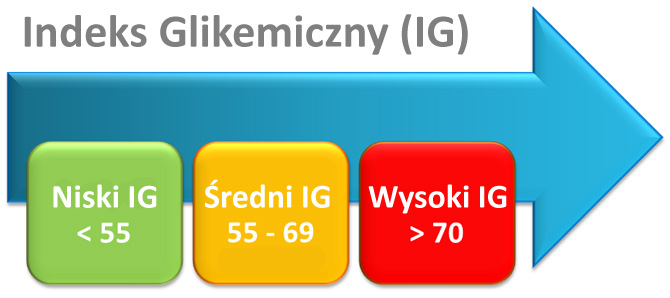 Indeks Glikemiczny (IG)
Niski IG
< 55
Średni IG
55 - 69
Wysoki IG
> 70